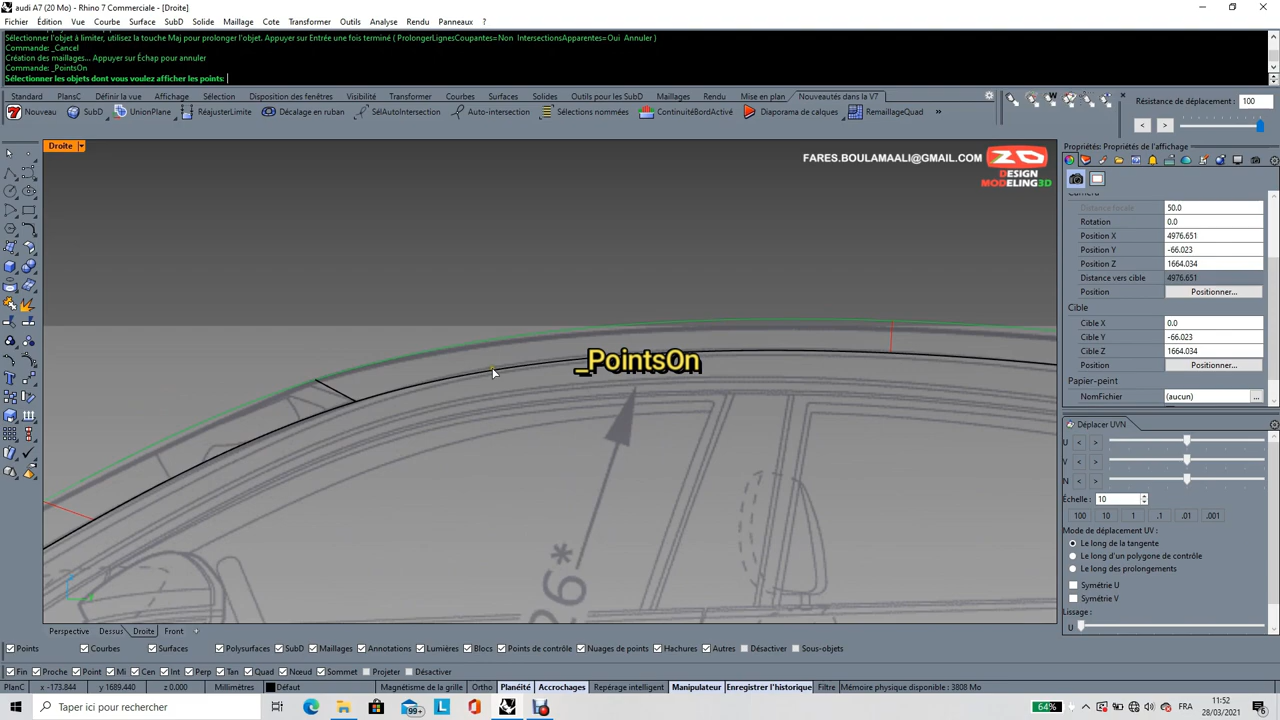 audi A7 (20 Mo) - Rhino 7 Commerciale - [Droite]
Fichier Édition Vue Courbe Surface SubD Solide Maillage Cote Transformer Outils Analyse Rendu Panneaux ?
Sélectionner l'objet à limiter, utilisez la touche Maj pour prolonger l'objet. Appuyer sur Entrée une fois terminé ( ProlongerLignesCoupantes=Non IntersectionsApparentes=Oui Annuler )
Commande: _Cancel
Création des maillages... Appuyer sur Échap pour annuler
Commande: _PointsOn
Sélectionner les objets dont vous voulez afficher les points:
Standard PlansC Définir la vue Affichage Sélection Disposition des fenêtres Visibilité Transformer Courbes Surfaces Solides Outils pour les SubD Maillages Rendu Mise en plan Nouveautés dans la V7
Nouveau SubD UnionPlane RéajusterLimite Décalage en ruban SélAutoIntersection Auto-intersection Sélections nommées ContinuitéBordActivé Diaporama de calques RemaillageQuad »
Résistance de déplacement : 100
< >
Droite
FARES.BOULAMAALI@GMAIL.COM
DESIGN
MODELING3D
Propriétés: Propriétés de l'affichage
Caméra
Distance focale 50.0
Rotation 0.0
Position X 4976.651
Position Y -66.023
Position Z 1664.034
Distance vers cible 4976.651
Position Positionner...
Cible
Cible X 0.0
Cible Y -66.023
Cible Z 1664.034
Position Positionner...
Papier-peint
NomFichier (aucun) ...
_PointsOn
Déplacer UVN
U < >
V < >
N < >
Échelle : 10
100 10 1 .1 .01 .001
Mode de déplacement UV :
Le long de la tangente
Le long d'un polygone de contrôle
Le long des prolongements
Symétrie U
Symétrie V
Lissage :
U
Perspective Dessus Droite Front
Points Courbes Surfaces Polysurfaces SubD Maillages Annotations Lumières Blocs Points de contrôle Nuages de points Hachures Autres Désactiver Sous-objets
Fin Proche Point Mi Cen Int Perp Tan Quad Nœud Sommet Projeter Désactiver
PlanC x -173.844 y 1689.440 z 0.000 Millimètres Défaut Magnétisme de la grille Ortho Planéité Accrochages Repérage intelligent Manipulateur Enregistrer l'historique Filtre Mémoire physique disponible : 3808 Mo
Taper ici pour rechercher
99+
64%
FRA
11:52
28/03/2021